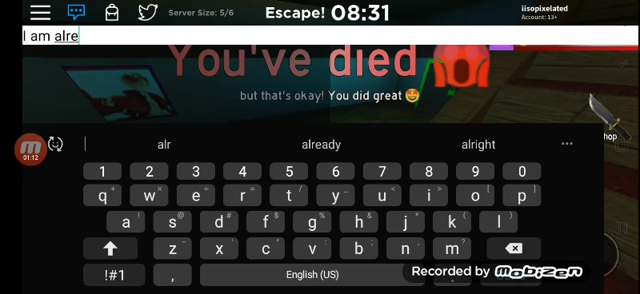 Server Size: 5/6
Escape! 08:31
iisopixelated
Account: 13+
I am alre
You've died
but that's okay! You did great
hop
01:12
alr already alright
1 2 3 4 5 6 7 8 9 0
q w e r t y u i o p
a s d f g h j k l
z x c v b n m
!#1 , English (US)
Recorded by mobizen